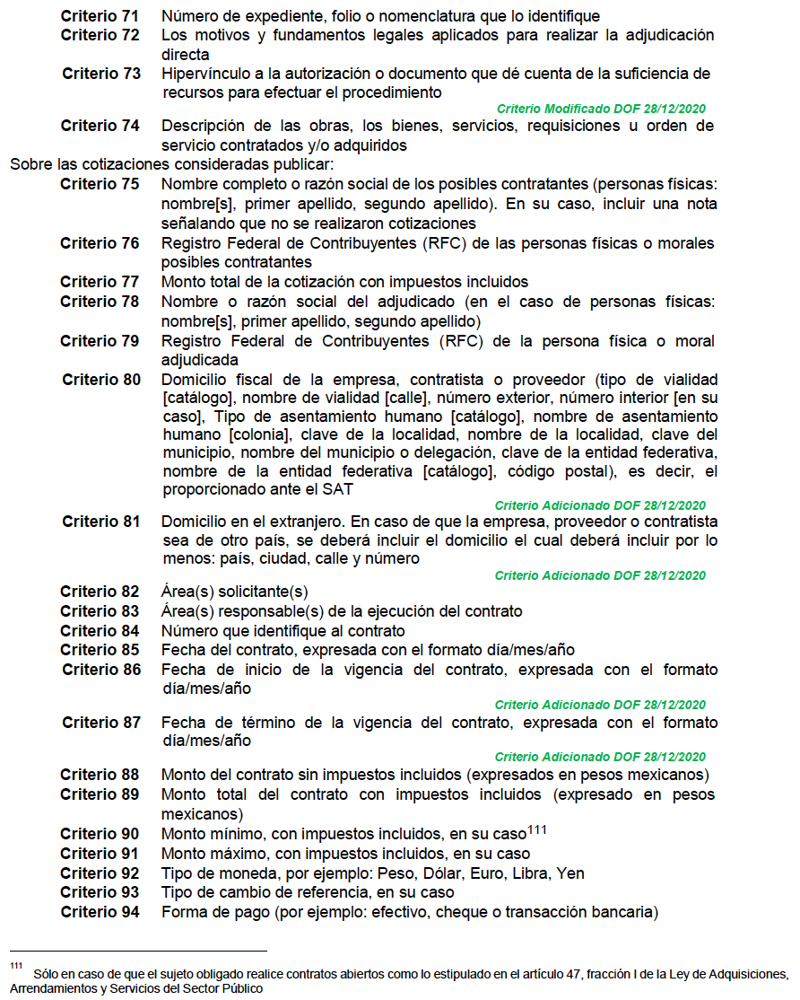 Criterio 71 Número de expediente, folio o nomenclatura que lo identifique
Criterio 72 Los motivos y fundamentos legales aplicados para realizar la adjudicación
directa
Criterio 73 Hipervínculo a la autorización o documento que dé cuenta de la suficiencia de
recursos para efectuar el procedimiento
Criterio Modificado DOF 28/12/2020
Criterio 74 Descripción de las obras, los bienes, servicios, requisiciones u orden de
servicio contratados y/o adquiridos
Sobre las cotizaciones consideradas publicar:
Criterio 75 Nombre completo o razón social de los posibles contratantes (personas físicas:
nombre[s], primer apellido, segundo apellido). En su caso, incluir una nota
señalando que no se realizaron cotizaciones
Criterio 76 Registro Federal de Contribuyentes (RFC) de las personas físicas o morales
posibles contratantes
Criterio 77 Monto total de la cotización con impuestos incluidos
Criterio 78 Nombre o razón social del adjudicado (en el caso de personas físicas:
nombre[s], primer apellido, segundo apellido)
Criterio 79 Registro Federal de Contribuyentes (RFC) de la persona física o moral
adjudicada
Criterio 80 Domicilio fiscal de la empresa, contratista o proveedor (tipo de vialidad
[catálogo], nombre de vialidad [calle], número exterior, número interior [en su
caso], Tipo de asentamiento humano [catálogo], nombre de asentamiento
humano [colonia], clave de la localidad, nombre de la localidad, clave del
municipio, nombre del municipio o delegación, clave de la entidad federativa,
nombre de la entidad federativa [catálogo], código postal), es decir, el
proporcionado ante el SAT
Criterio Adicionado DOF 28/12/2020
Criterio 81 Domicilio en el extranjero. En caso de que la empresa, proveedor o contratista
sea de otro país, se deberá incluir el domicilio el cual deberá incluir por lo
menos: país, ciudad, calle y número
Criterio Adicionado DOF 28/12/2020
Criterio 82 Área(s) solicitante(s)
Criterio 83 Área(s) responsable(s) de la ejecución del contrato
Criterio 84 Número que identifique al contrato
Criterio 85 Fecha del contrato, expresada con el formato día/mes/año
Criterio 86 Fecha de inicio de la vigencia del contrato, expresada con el formato
día/mes/año
Criterio Adicionado DOF 28/12/2020
Criterio 87 Fecha de término de la vigencia del contrato, expresada con el formato
día/mes/año
Criterio Adicionado DOF 28/12/2020
Criterio 88 Monto del contrato sin impuestos incluidos (expresados en pesos mexicanos)
Criterio 89 Monto total del contrato con impuestos incluidos (expresado en pesos
mexicanos)
Criterio 90 Monto mínimo, con impuestos incluidos, en su caso111
Criterio 91 Monto máximo, con impuestos incluidos, en su caso
Criterio 92 Tipo de moneda, por ejemplo: Peso, Dólar, Euro, Libra, Yen
Criterio 93 Tipo de cambio de referencia, en su caso
Criterio 94 Forma de pago (por ejemplo: efectivo, cheque o transacción bancaria)
111 Sólo en caso de que el sujeto obligado realice contratos abiertos como lo estipulado en el artículo 47, fracción I de la Ley de Adquisiciones,
Arrendamientos y Servicios del Sector Público